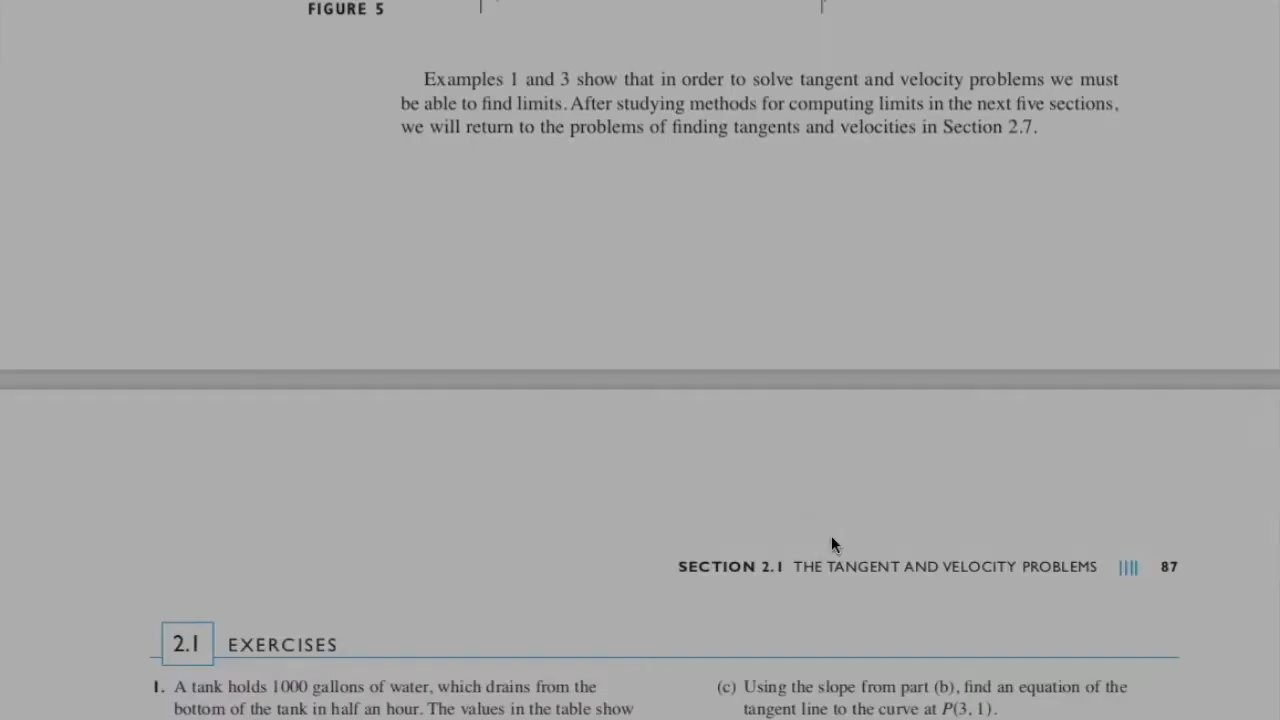 FIGURE 5
Examples 1 and 3 show that in order to solve tangent and velocity problems we must
be able to find limits. After studying methods for computing limits in the next five sections,
we will return to the problems of finding tangents and velocities in Section 2.7.
SECTION 2.1 THE TANGENT AND VELOCITY PROBLEMS |||| 87
2.1 EXERCISES
1. A tank holds 1000 gallons of water, which drains from the
bottom of the tank in half an hour. The values in the table show
(c) Using the slope from part (b), find an equation of the
tangent line to the curve at P(3, 1).